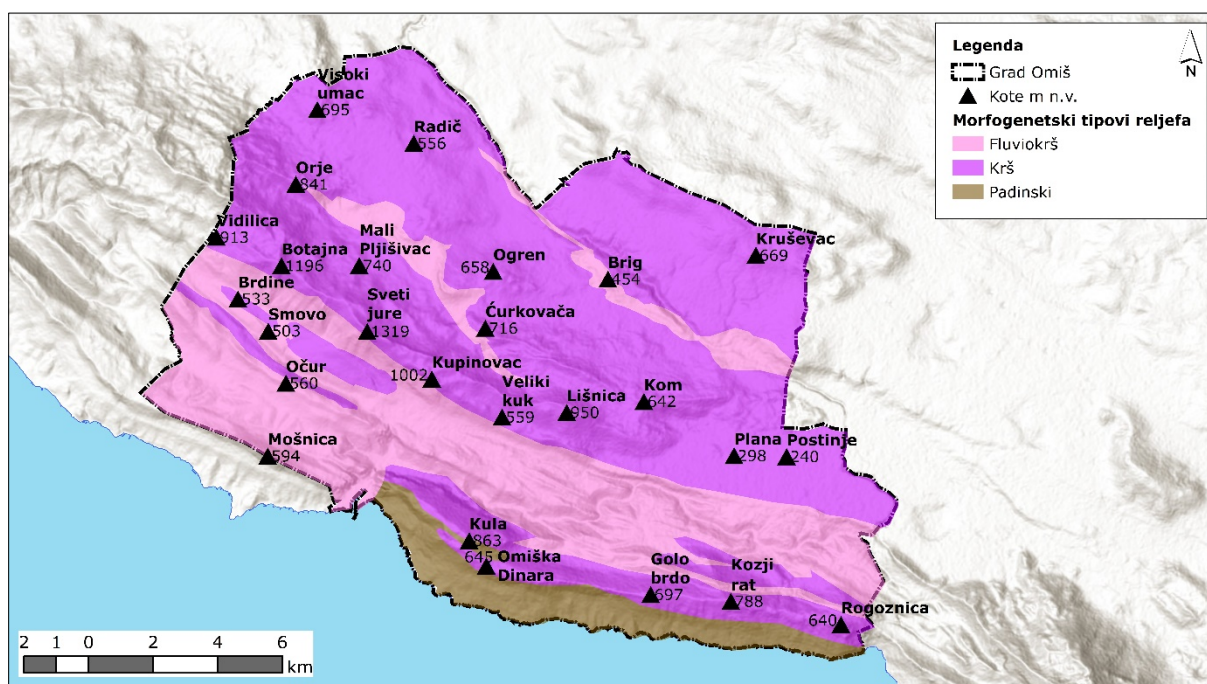 Legenda
Grad Omiš
Kote m n.v.
Morfogenetski tipovi reljefa
Fluviokrš
Krš
Padinski
N
Visoki
umac
695
Radič
556
Orje
841
Vidilica
913
Botajna
1196
Mali
Pljišivac
740
Ogren
658
Brig
454
Kruševac
669
Brdine
533
Smovo
503
Sveti
jure
1319
Ćurkovača
716
Očur
560
Kupinovac
1002
Veliki
kuk
559
Lišnica
950
Kom
642
Mošnica
594
Plana
298
Postinje
240
Kula
863
645
Omiška
Dinara
Golo
brdo
697
Kozji
rat
788
Rogoznica
640
2 1 0 2 4 6
km